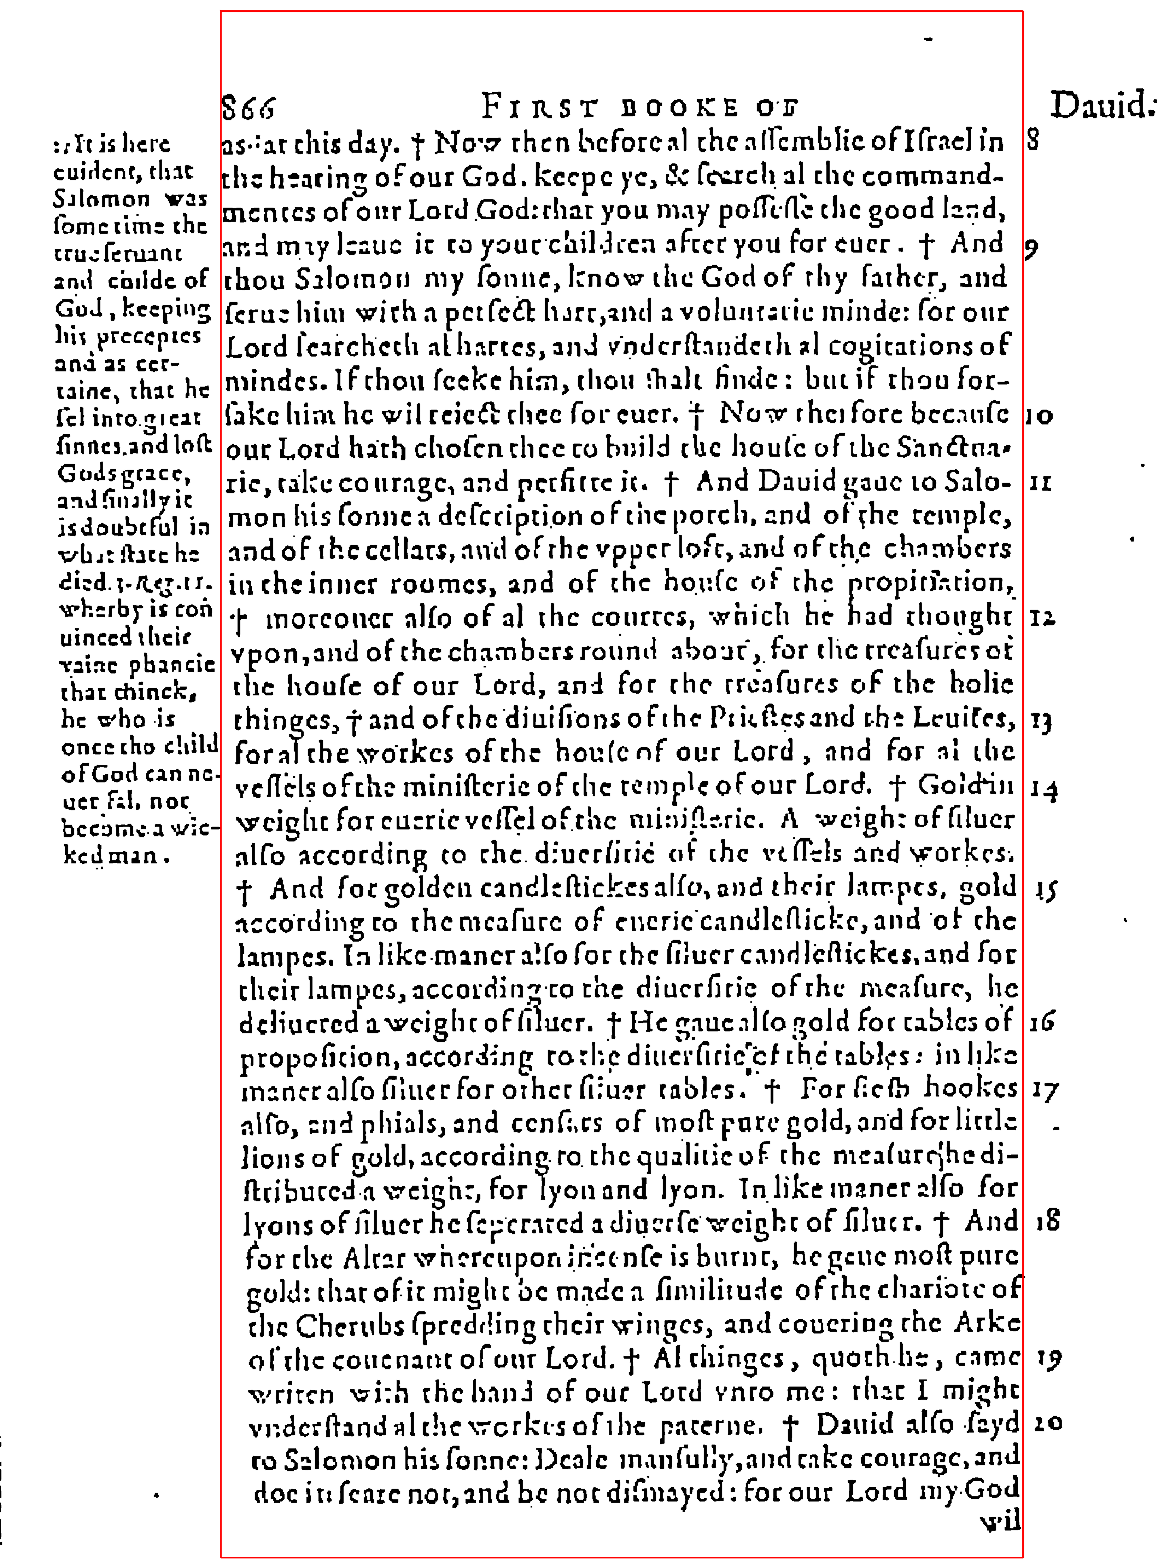 866 FIRST BOOKE OF Dauid.
::It is here
euident, that
Salomon was
ſometime the
true ſeruant
and childe of
God, keeping
his preceptes
and as cer-
taine, that he
fel into great
ſinnes, and loſt
Gods grace,
and finally it
is doubtful in
what ſtate he
died. 3. Reg. 11.
wherby is con
uinced their
vaine phancie
that thinck,
he who is
once the child
of God can ne-
uer fal, nor
become a wic-
ked man.
as at this day. † Now then before al the aſſemblie of Iſrael in 8
the hearing of our God, keepe ye, & ſearch al the command-
mentes of our Lord God: that you may poſſeſſe the good land,
and may leaue it to your children after you for euer. † And 9
thou Salomon my ſonne, know the God of thy father, and
ſerue him with a perfect hart, and a voluntarie minde: for our
Lord ſearcheth al hartes, and vnderſtandeth al cogitations of
mindes. If thou ſeeke him, thou ſhalt finde: but if thou for-
ſake him he wil reiect thee for euer. † Now therfore becauſe 10
our Lord hath choſen thee to build the houſe of the Sanctua-
rie, take courage, and perfitte it. † And Dauid gaue to Salo- 11
mon his ſonne a deſcription of the porch, and of the temple,
and of the cellars, and of the vpper loft, and of the chambers
in the inner roumes, and of the houſe of the propitiation,
† moreouer alſo of al the courtes, which he had thought 12
vpon, and of the chambers round about, for the treaſures of
the houſe of our Lord, and for the treaſures of the holie
thinges, † and of the diuiſions of the Prieſtes and the Leuites, 13
for al the workes of the houſe of our Lord, and for al the
veſſels of the miniſterie of the temple of our Lord. † Gold in 14
weight for euerie veſſel of the miniſterie. A weight of ſiluer
alſo according to the diuerſitie of the veſſels and workes.
† And for golden candleſtickes alſo, and their lampes, gold 15
according to the meaſure of euerie candleſticke, and of the
lampes. In like maner alſo for the ſiluer candleſtickes, and for
their lampes, according to the diuerſitie of the meaſure, he
deliuered a weight of ſiluer. † He gaue alſo gold for tables of 16
propoſition, according to the diuerſitie of the tables: in like
maner alſo ſiluer for other ſiluer tables. † For fleſh hookes 17
alſo, and phials, and cenſars of moſt pure gold, and for little
lions of gold, according to the qualitie of the meaſure he di-
ſtributed a weight, for lyon and lyon. In like maner alſo for
lyons of ſiluer he ſeperated a diuerſe weight of ſiluer. † And 18
for the Altar whereupon incenſe is burnt, he geue moſt pure
gold: that of it might be made a ſimilitude of the chariote of
the Cherubs ſpredding their winges, and couering the Arke
of the couenant of our Lord. † Al thinges, quoth he, came 19
writen with the hand of our Lord vnto me: that I might
vnderſtand al the workes of the paterne. † Dauid alſo ſayd 20
to Salomon his ſonne: Deale manfully, and take courage, and
doe it: feare not, and be not diſmayed: for our Lord my God
wil